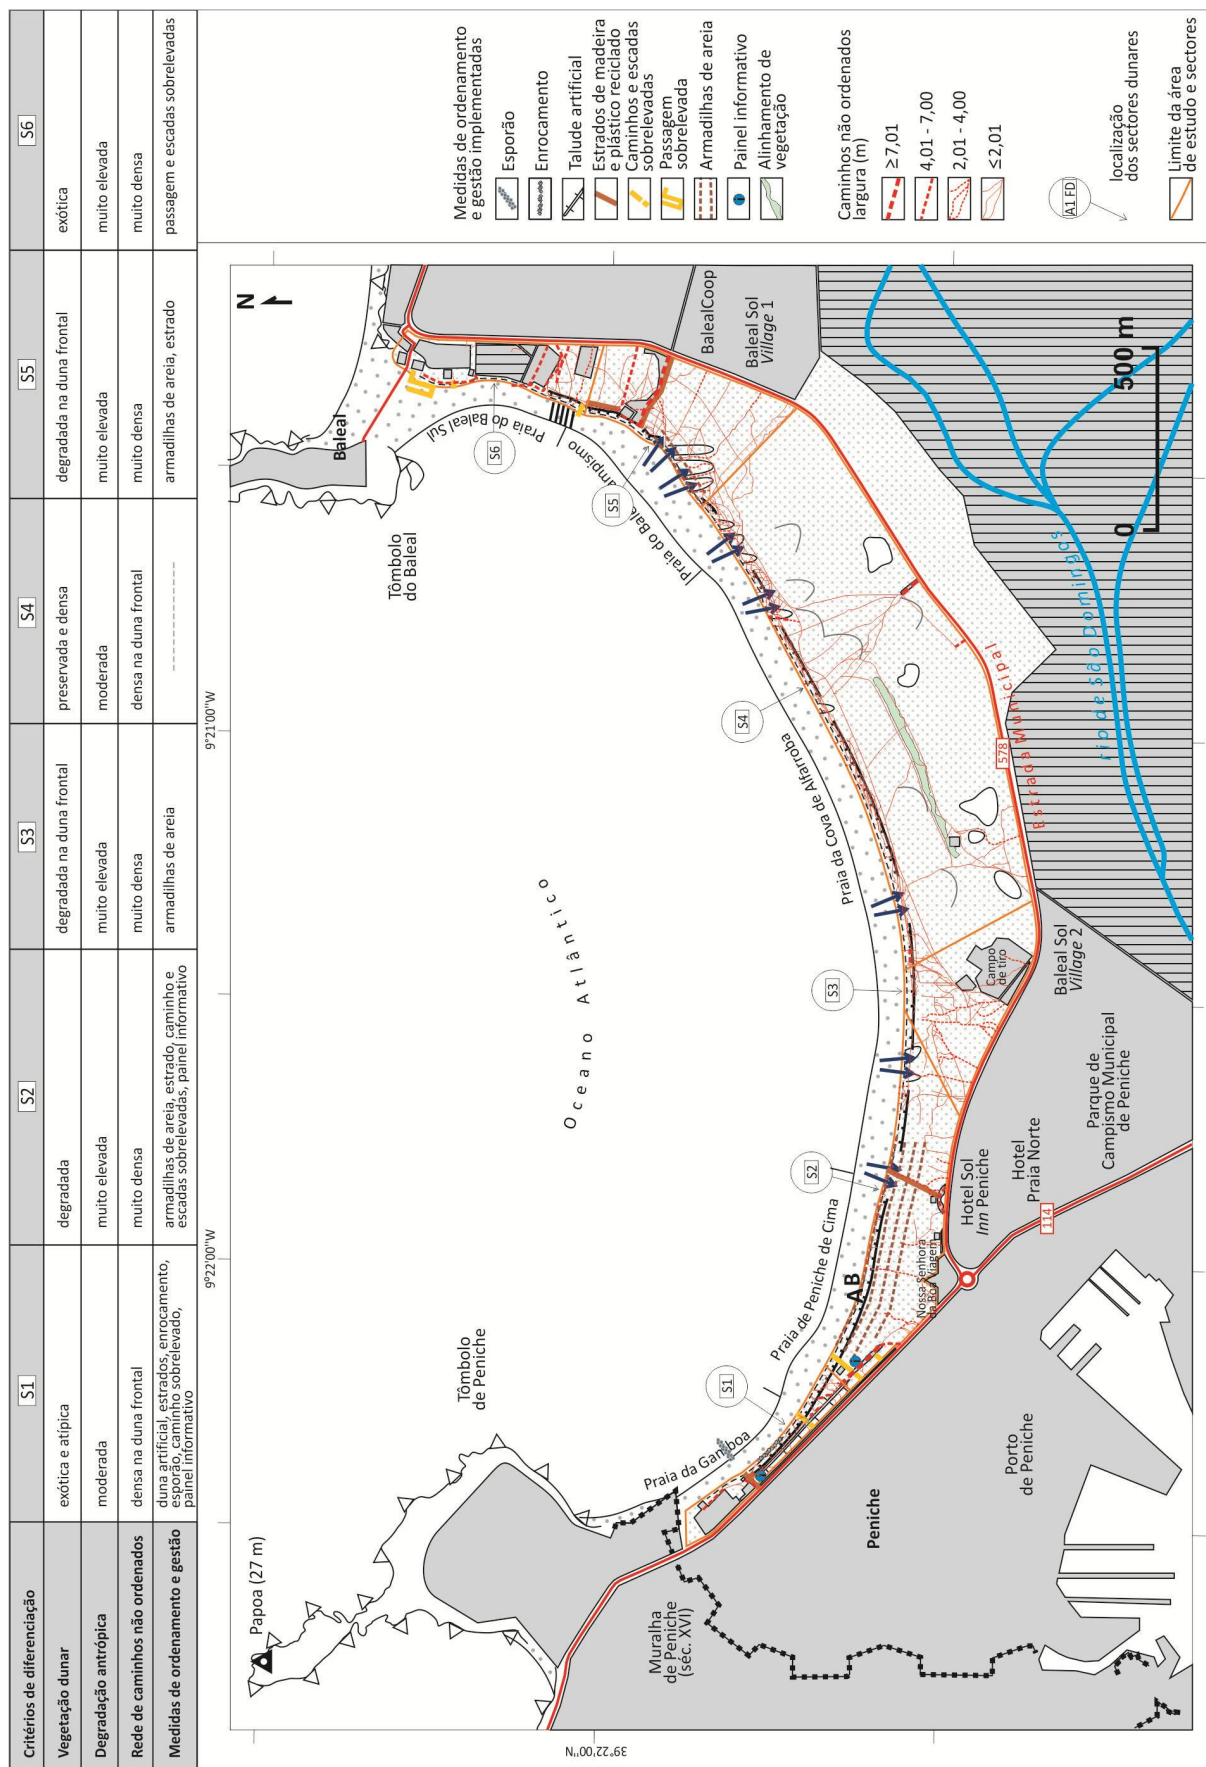 Critérios de diferenciação
S1
S2
S3
S4
S5
S6
Vegetação dunar
exótica e atípica
degradada
degradada na duna frontal
preservada e densa
degradada na duna frontal
exótica
Degradação antrópica
moderada
muito elevada
muito elevada
moderada
muito elevada
muito elevada
Rede de caminhos não ordenados
densa na duna frontal
muito densa
muito densa
densa na duna frontal
muito densa
muito densa
Medidas de ordenamento e gestão
duna artificial, estrados, enrocamento,
esporão, caminho sobrelevado,
painel informativo
armadilhas de areia, estrado, caminho e
escadas sobrelevadas, painel informativo
armadilhas de areia
----------
armadilhas de areia, estrado
passagem e escadas sobrelevadas
9°22'00''W
9°21'00''W
39°22'00''N
N
Papoa (27 m)
Tômbolo
de Peniche
Oceano Atlântico
Tômbolo
do Baleal
Baleal
Praia da Gamboa
Praia de Peniche de Cima
Praia da Cova de Alfarroba
Praia do Baleal Campismo
Praia do Baleal Sul
S1
S2
S3
S4
S5
S6
AB
Muralha
de Peniche
(séc. XVI)
Peniche
Porto
de Peniche
Nossa Senhora
da Boa Viagem
Hotel Sol
Inn Peniche
Hotel
Praia Norte
114
Parque de
Campismo Municipal
de Peniche
Campo
de tiro
Baleal Sol
Village 2
578
Estrada Municipal
rio de São Domingos
BalealCoop
Baleal Sol
Village 1
0
500 m
Medidas de ordenamento
e gestão implementadas
Esporão
Enrocamento
Talude artificial
Estrados de madeira
e plástico reciclado
Caminhos e escadas
sobrelevadas
Passagem
sobrelevada
Armadilhas de areia
i
Painel informativo
Alinhamento de
vegetação
Caminhos não ordenados
largura (m)
≥7,01
4,01 - 7,00
2,01 - 4,00
≤2,01
A1 FD
localização
dos sectores dunares
Limite da área
de estudo e sectores